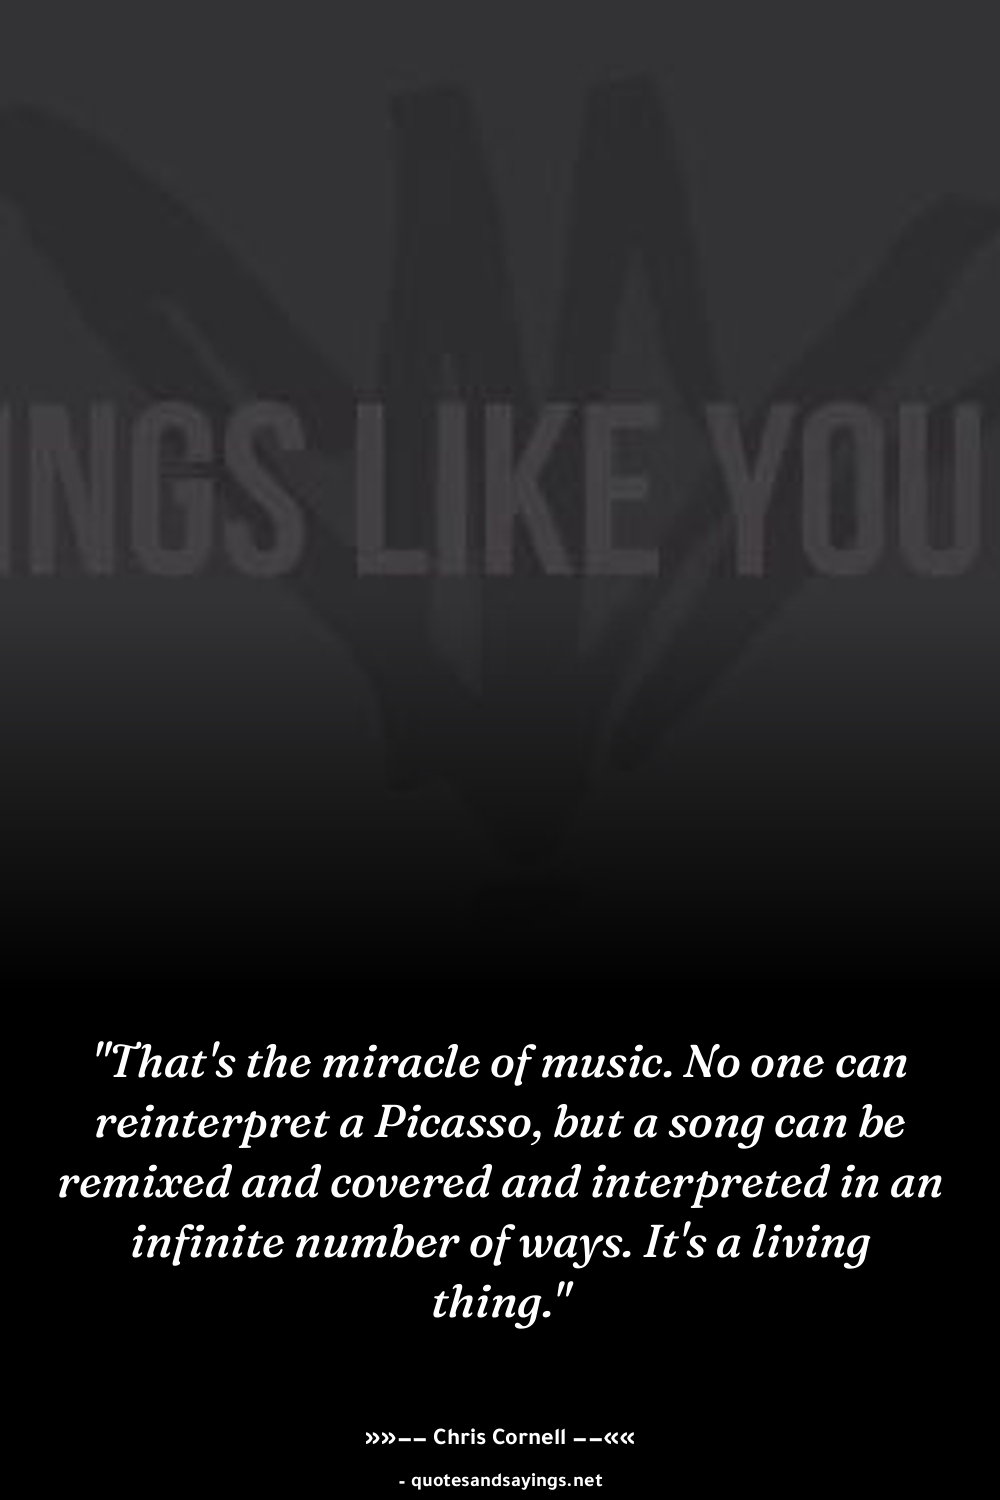 INGS LIKE YOU
"That's the miracle of music. No one can
reinterpret a Picasso, but a song can be
remixed and covered and interpreted in an
infinite number of ways. It's a living
thing."
»»—— Chris Cornell ——««
- quotesandsayings.net